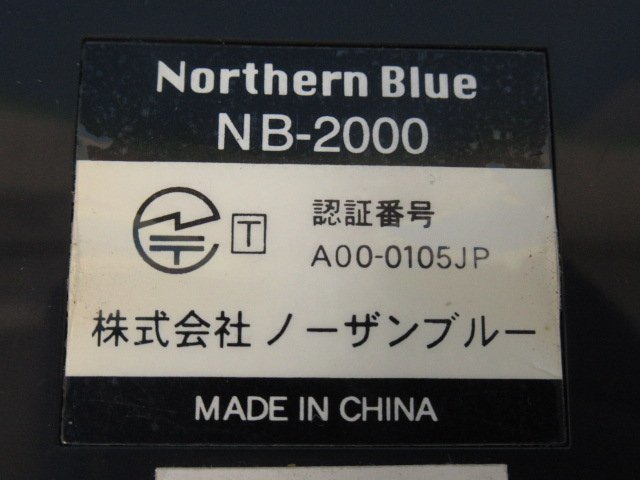 Northern Blue
NB-2000
T
認証番号
A00-0105JP
株式会社 ノーザンブルー
MADE IN CHINA